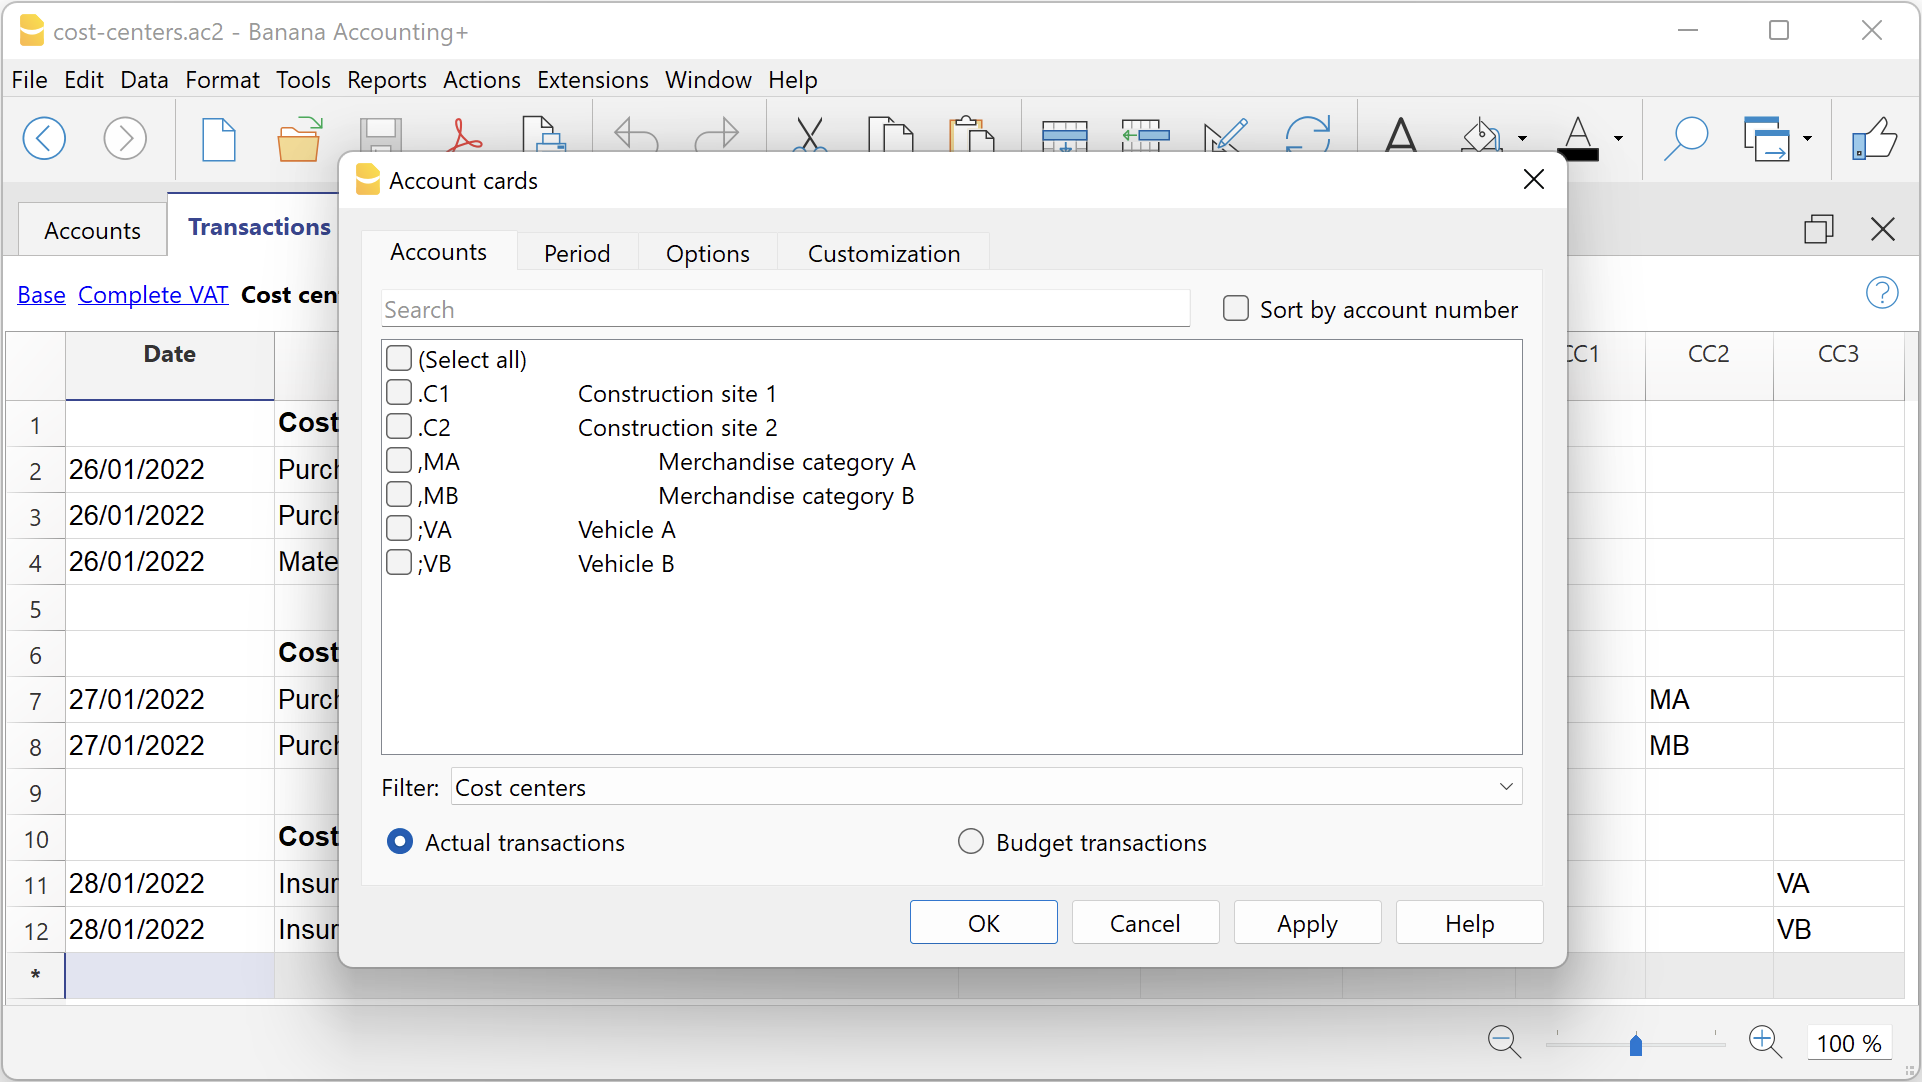 cost-centers.ac2 - Banana Accounting+
File Edit Data Format Tools Reports Actions Extensions Window Help
Accounts Transactions
Account cards
Accounts Period Options Customization
Base Complete VAT Cost cen
Search
Sort by account number
Date CC1 CC2 CC3
(Select all)
.C1 Construction site 1
.C2 Construction site 2
,MA Merchandise category A
,MB Merchandise category B
;VA Vehicle A
;VB Vehicle B
1 Cost
2 26/01/2022 Purch
3 26/01/2022 Purch
4 26/01/2022 Mate
5
6 Cost
7 27/01/2022 Purch MA
8 27/01/2022 Purch MB
9
10 Cost
11 28/01/2022 Insur VA
12 28/01/2022 Insur VB
*
Filter: Cost centers
Actual transactions Budget transactions
OK Cancel Apply Help
100 %